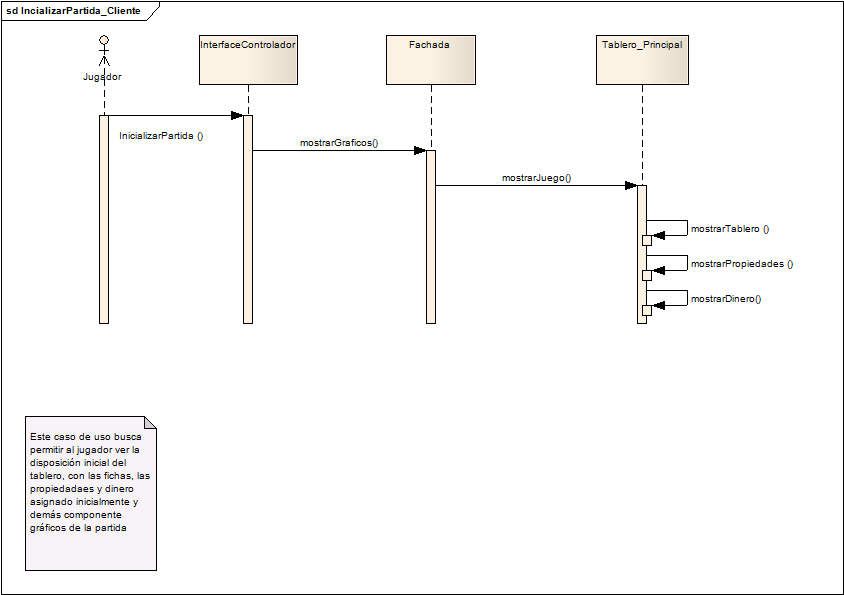 sd IncializarPartida_Cliente
Jugador
InterfaceControlador
Fachada
Tablero_Principal
InicializarPartida ()
mostrarGraficos()
mostrarJuego()
mostrarTablero ()
mostrarPropiedades ()
mostrarDinero()
Este caso de uso busca
permitir al jugador ver la
disposición inicial del
tablero, con las fichas, las
propiedadaes y dinero
asignado inicialmente y
demás componente
gráficos de la partida